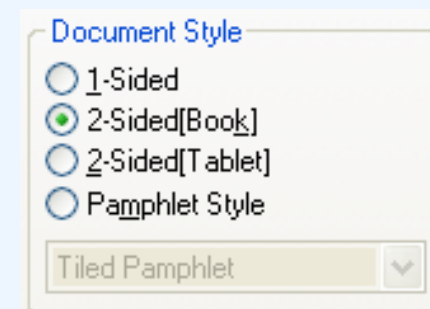 Document Style
1-Sided
2-Sided[Book]
2-Sided[Tablet]
Pamphlet Style
Tiled Pamphlet